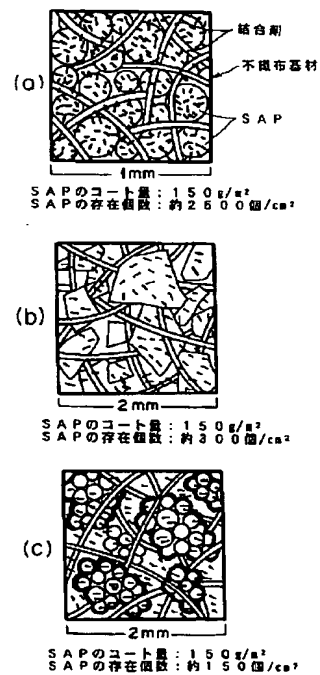 (a)
結合剤
不織布基材
SAP
1mm
SAPのコート量:150g/m²
SAPの存在個数:約2600個/cm²
(b)
2mm
SAPのコート量:150g/m²
SAPの存在個数:約300個/cm²
(c)
2mm
SAPのコート量:150g/m²
SAPの存在個数:約150個/cm²